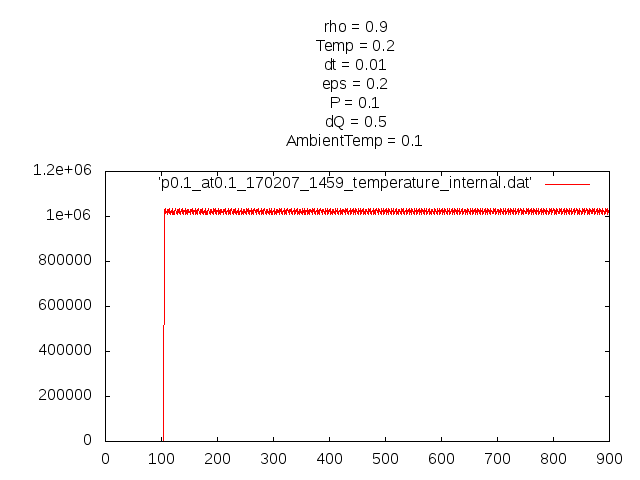 rho = 0.9
Temp = 0.2
dt = 0.01
eps = 0.2
P = 0.1
dQ = 0.5
AmbientTemp = 0.1
1.2e+06
'p0.1_at0.1_170207_1459_temperature_internal.dat'
1e+06
800000
600000
400000
200000
0
0 100 200 300 400 500 600 700 800 900